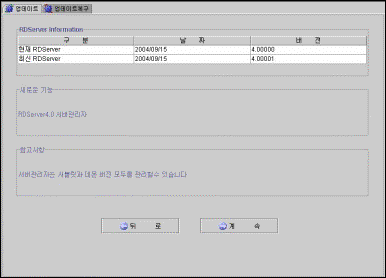 업데이트 업데이트복구
RDServer Information
구 분 날 자 버 전
현재 RDServer 2004/09/15 4.00000
최신 RDServer 2004/09/15 4.00001
새로운 기능
RDServer4.0 서버관리자
참고사항
서버관리자는 서블릿과 데몬 버전 모두를 관리할수 있습니다
뒤 로 계 속